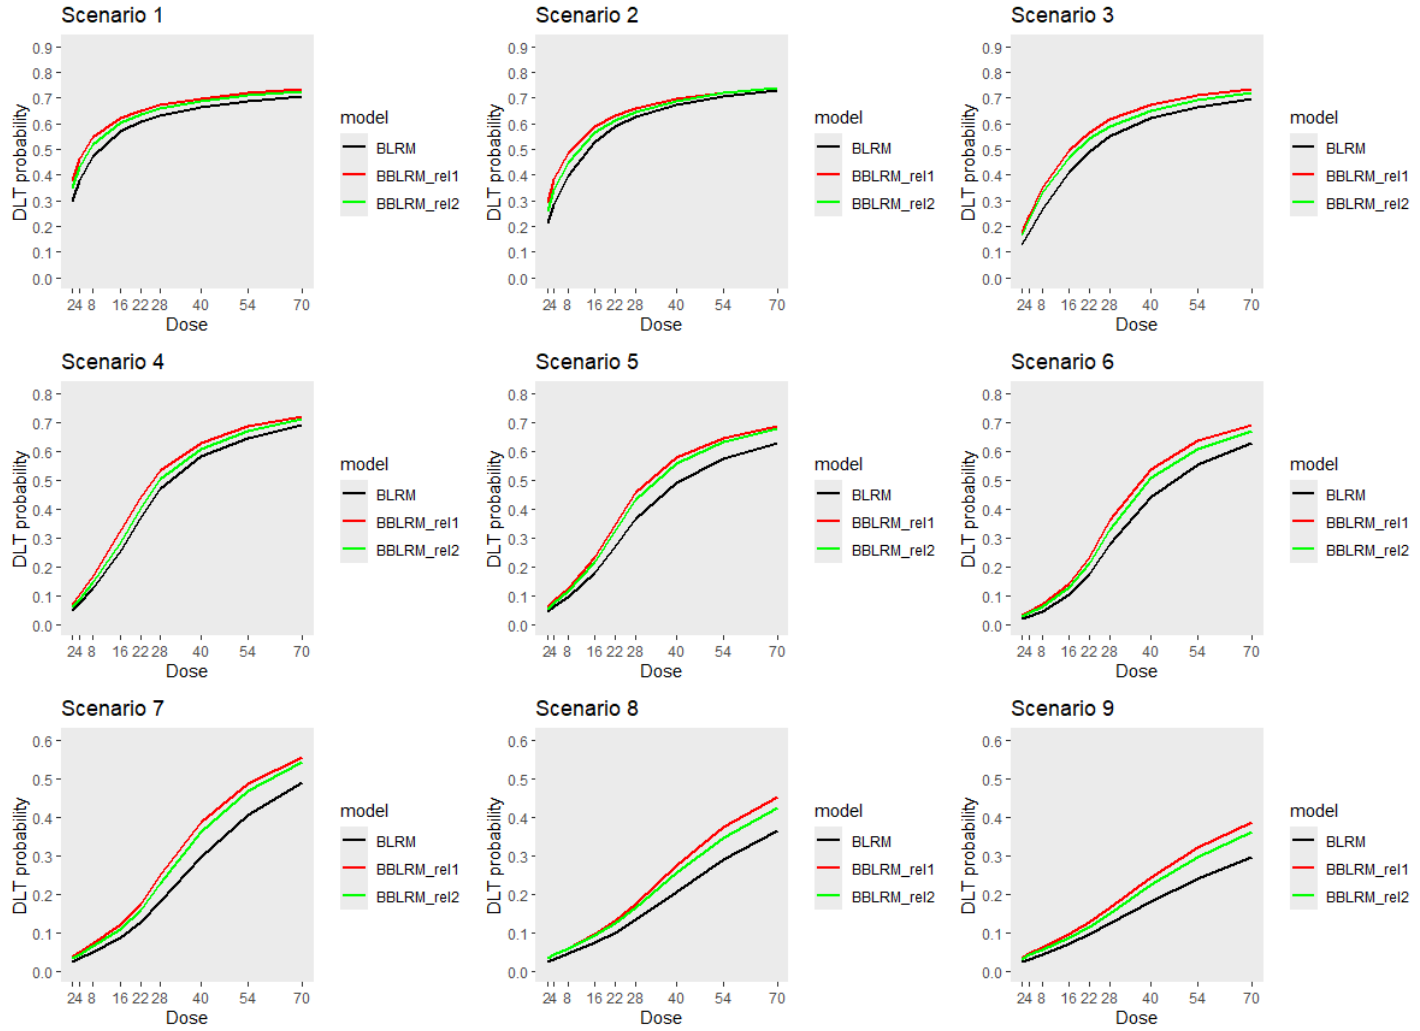 Scenario 1
0.9
0.8
0.7
0.6
0.5
0.4
0.3
0.2
0.1
0.0
DLT probability
24 8 16 22 28 40 54 70
Dose
model
BLRM
BBLRM_rel1
BBLRM_rel2
Scenario 2
0.9
0.8
0.7
0.6
0.5
0.4
0.3
0.2
0.1
0.0
DLT probability
24 8 16 22 28 40 54 70
Dose
model
BLRM
BBLRM_rel1
BBLRM_rel2
Scenario 3
0.9
0.8
0.7
0.6
0.5
0.4
0.3
0.2
0.1
0.0
DLT probability
24 8 16 22 28 40 54 70
Dose
model
BLRM
BBLRM_rel1
BBLRM_rel2
Scenario 4
0.8
0.7
0.6
0.5
0.4
0.3
0.2
0.1
0.0
DLT probability
24 8 16 22 28 40 54 70
Dose
model
BLRM
BBLRM_rel1
BBLRM_rel2
Scenario 5
0.8
0.7
0.6
0.5
0.4
0.3
0.2
0.1
0.0
DLT probability
24 8 16 22 28 40 54 70
Dose
model
BLRM
BBLRM_rel1
BBLRM_rel2
Scenario 6
0.8
0.7
0.6
0.5
0.4
0.3
0.2
0.1
0.0
DLT probability
24 8 16 22 28 40 54 70
Dose
model
BLRM
BBLRM_rel1
BBLRM_rel2
Scenario 7
0.6
0.5
0.4
0.3
0.2
0.1
0.0
DLT probability
24 8 16 22 28 40 54 70
Dose
model
BLRM
BBLRM_rel1
BBLRM_rel2
Scenario 8
0.6
0.5
0.4
0.3
0.2
0.1
0.0
DLT probability
24 8 16 22 28 40 54 70
Dose
model
BLRM
BBLRM_rel1
BBLRM_rel2
Scenario 9
0.6
0.5
0.4
0.3
0.2
0.1
0.0
DLT probability
24 8 16 22 28 40 54 70
Dose
model
BLRM
BBLRM_rel1
BBLRM_rel2